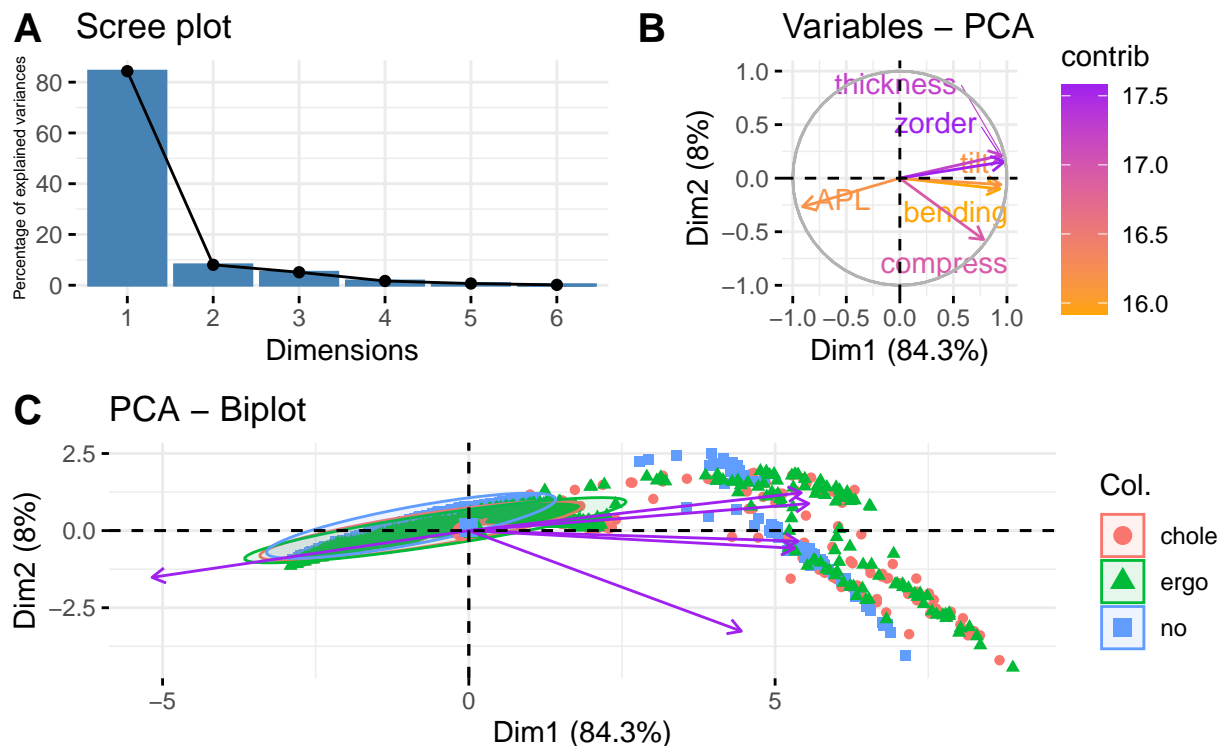 A Scree plot
Percentage of explained variances
80
60
40
20
0
1 2 3 4 5 6
Dimensions
B Variables – PCA
Dim2 (8%)
1.0
0.5
0.0
−0.5
−1.0
thickness
zorder
tilt
APL
bending
compress
−1.0 −0.5 0.0 0.5 1.0
Dim1 (84.3%)
contrib
17.5
17.0
16.5
16.0
C PCA – Biplot
Dim2 (8%)
2.5
0.0
−2.5
−5 0 5
Dim1 (84.3%)
Col.
chole
ergo
no